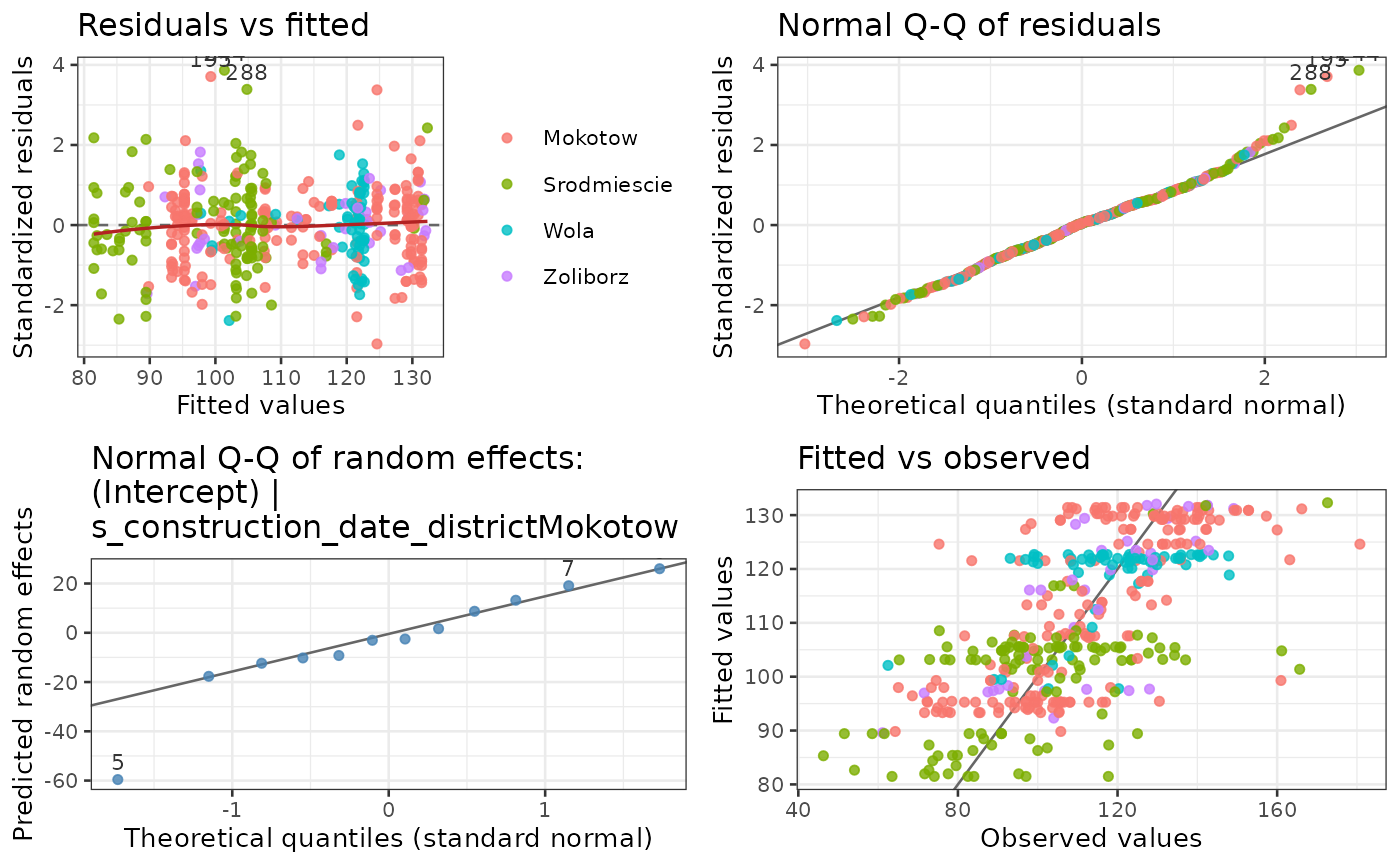 Residuals vs fitted
Standardized residuals
4
2
0
-2
288
80 90 100 110 120 130
Fitted values
Mokotow
Srodmiescie
Wola
Zoliborz
Normal Q-Q of residuals
Standardized residuals
4
2
0
-2
288
-2 0 2
Theoretical quantiles (standard normal)
Normal Q-Q of random effects:
(Intercept) |
s_construction_date_districtMokotow
Predicted random effects
20
0
-20
-40
-60
7
5
-1 0 1
Theoretical quantiles (standard normal)
Fitted vs observed
Fitted values
130
120
110
100
90
80
40 80 120 160
Observed values